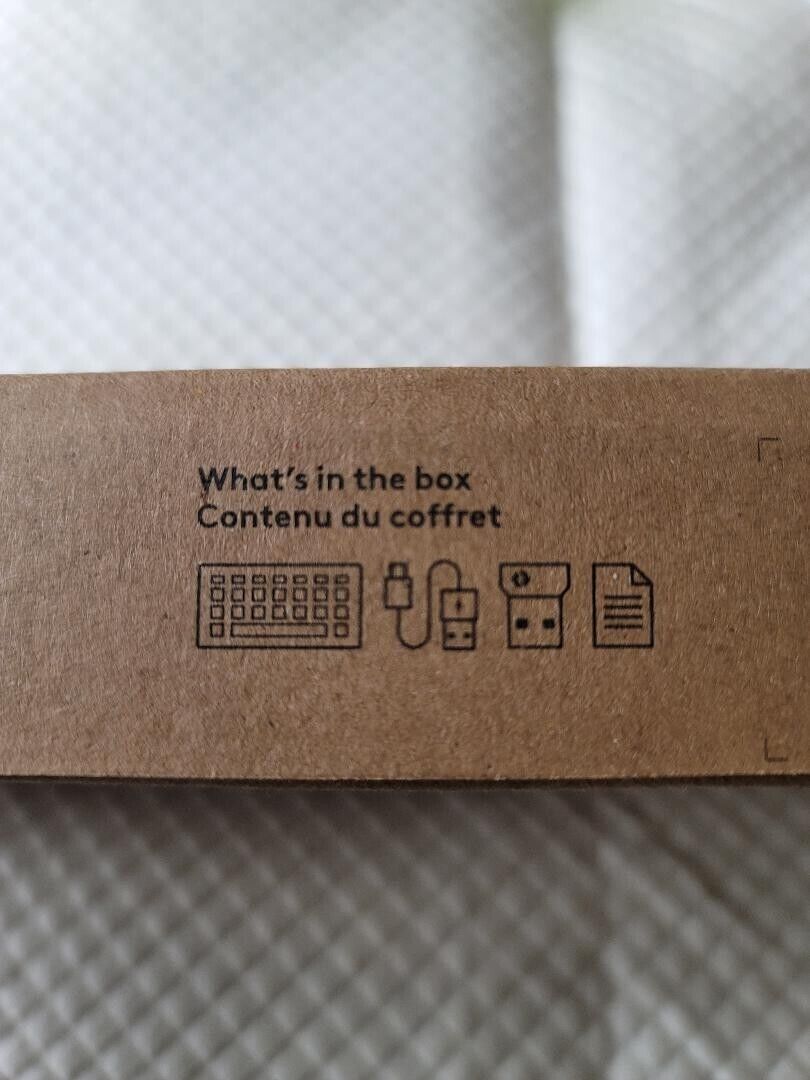 What's in the box
Contenu du coffret